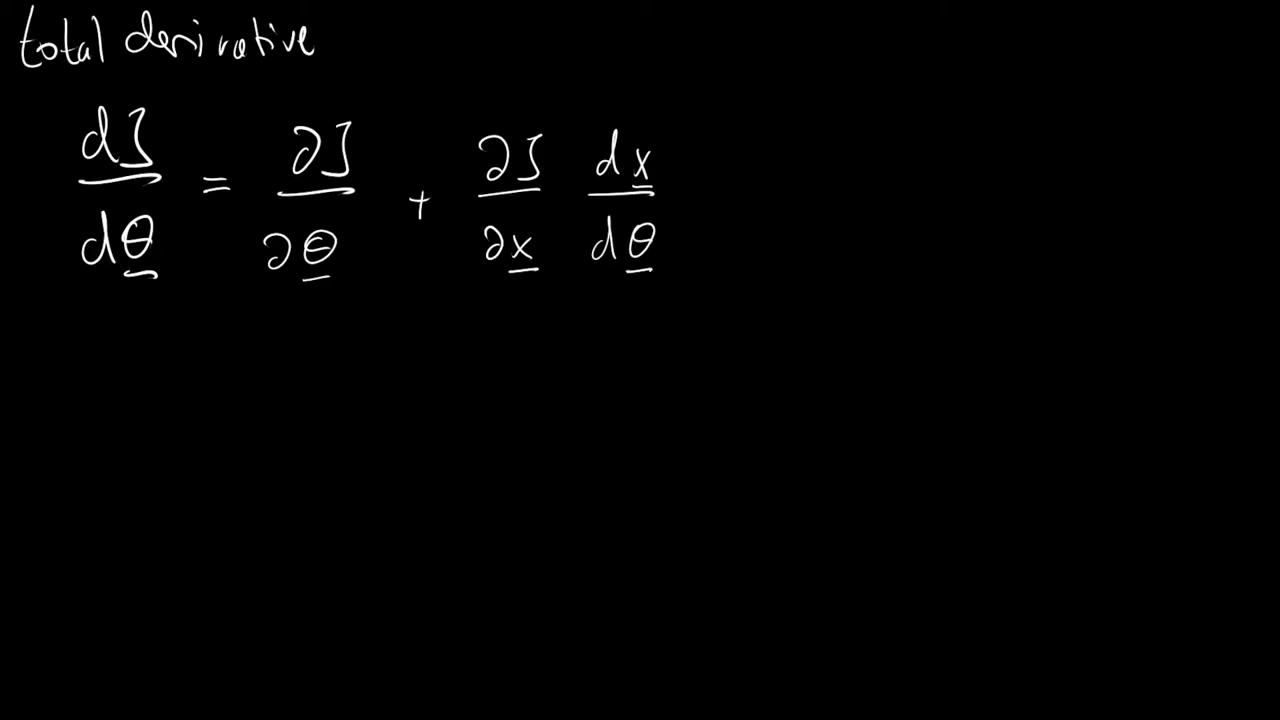 total derivative
dJ/dθ = ∂J/∂θ + ∂J/∂x dx/dθ